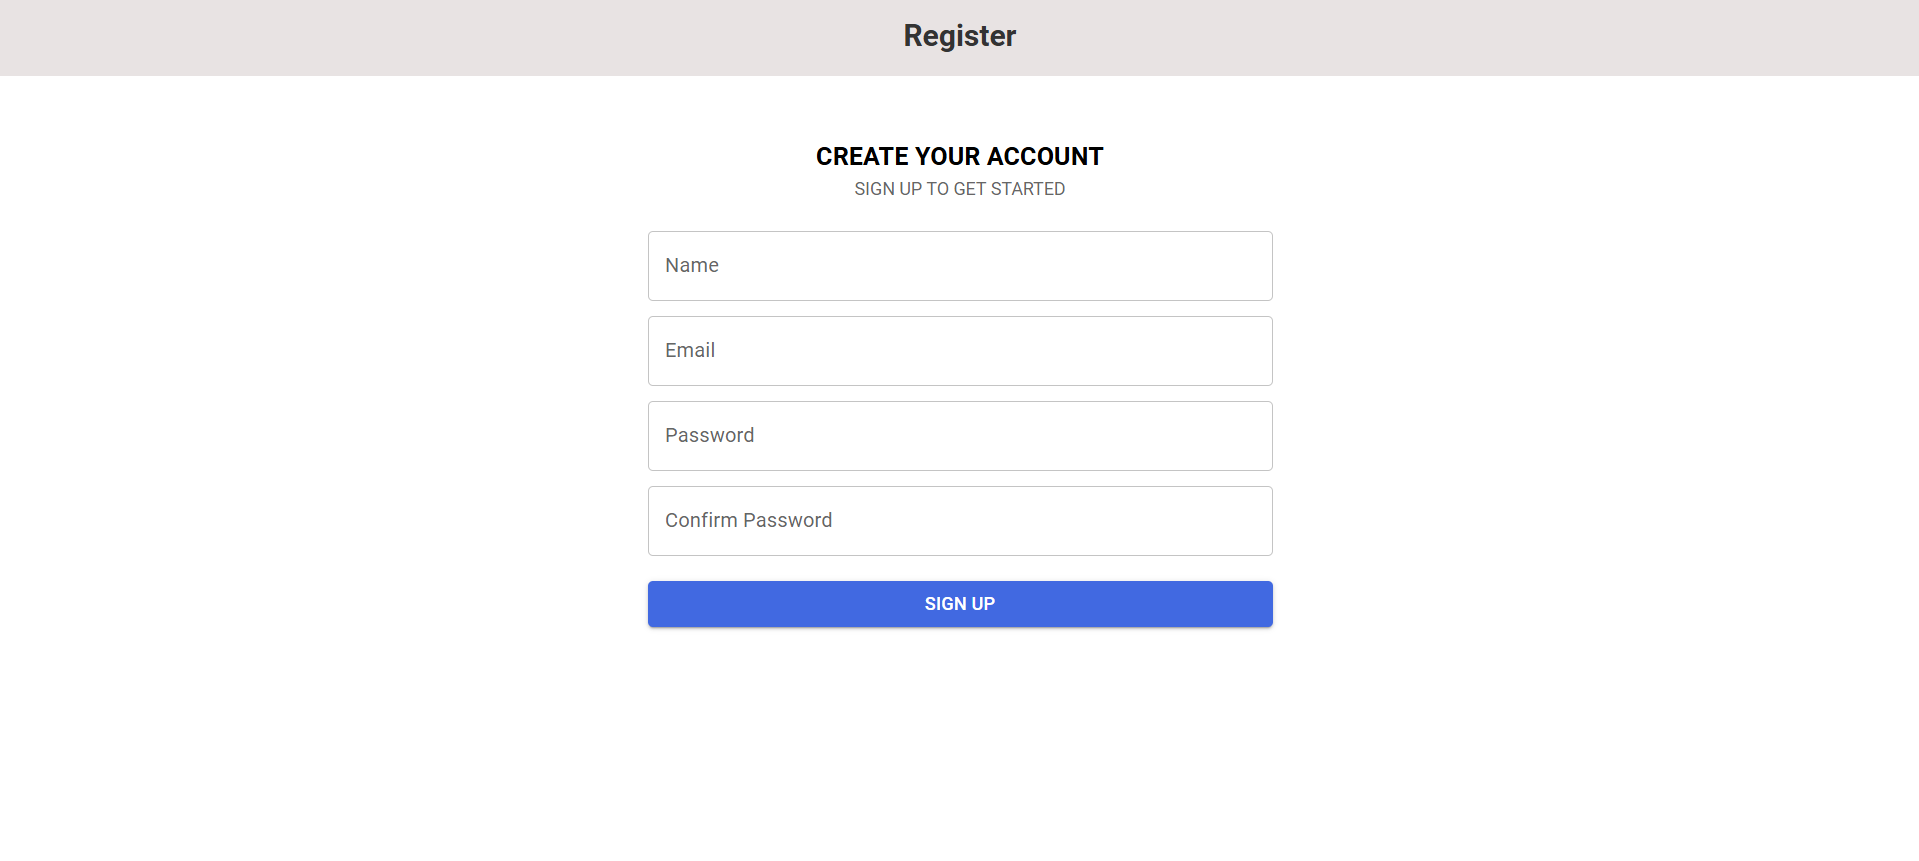 Register
CREATE YOUR ACCOUNT
SIGN UP TO GET STARTED
Name
Email
Password
Confirm Password
SIGN UP